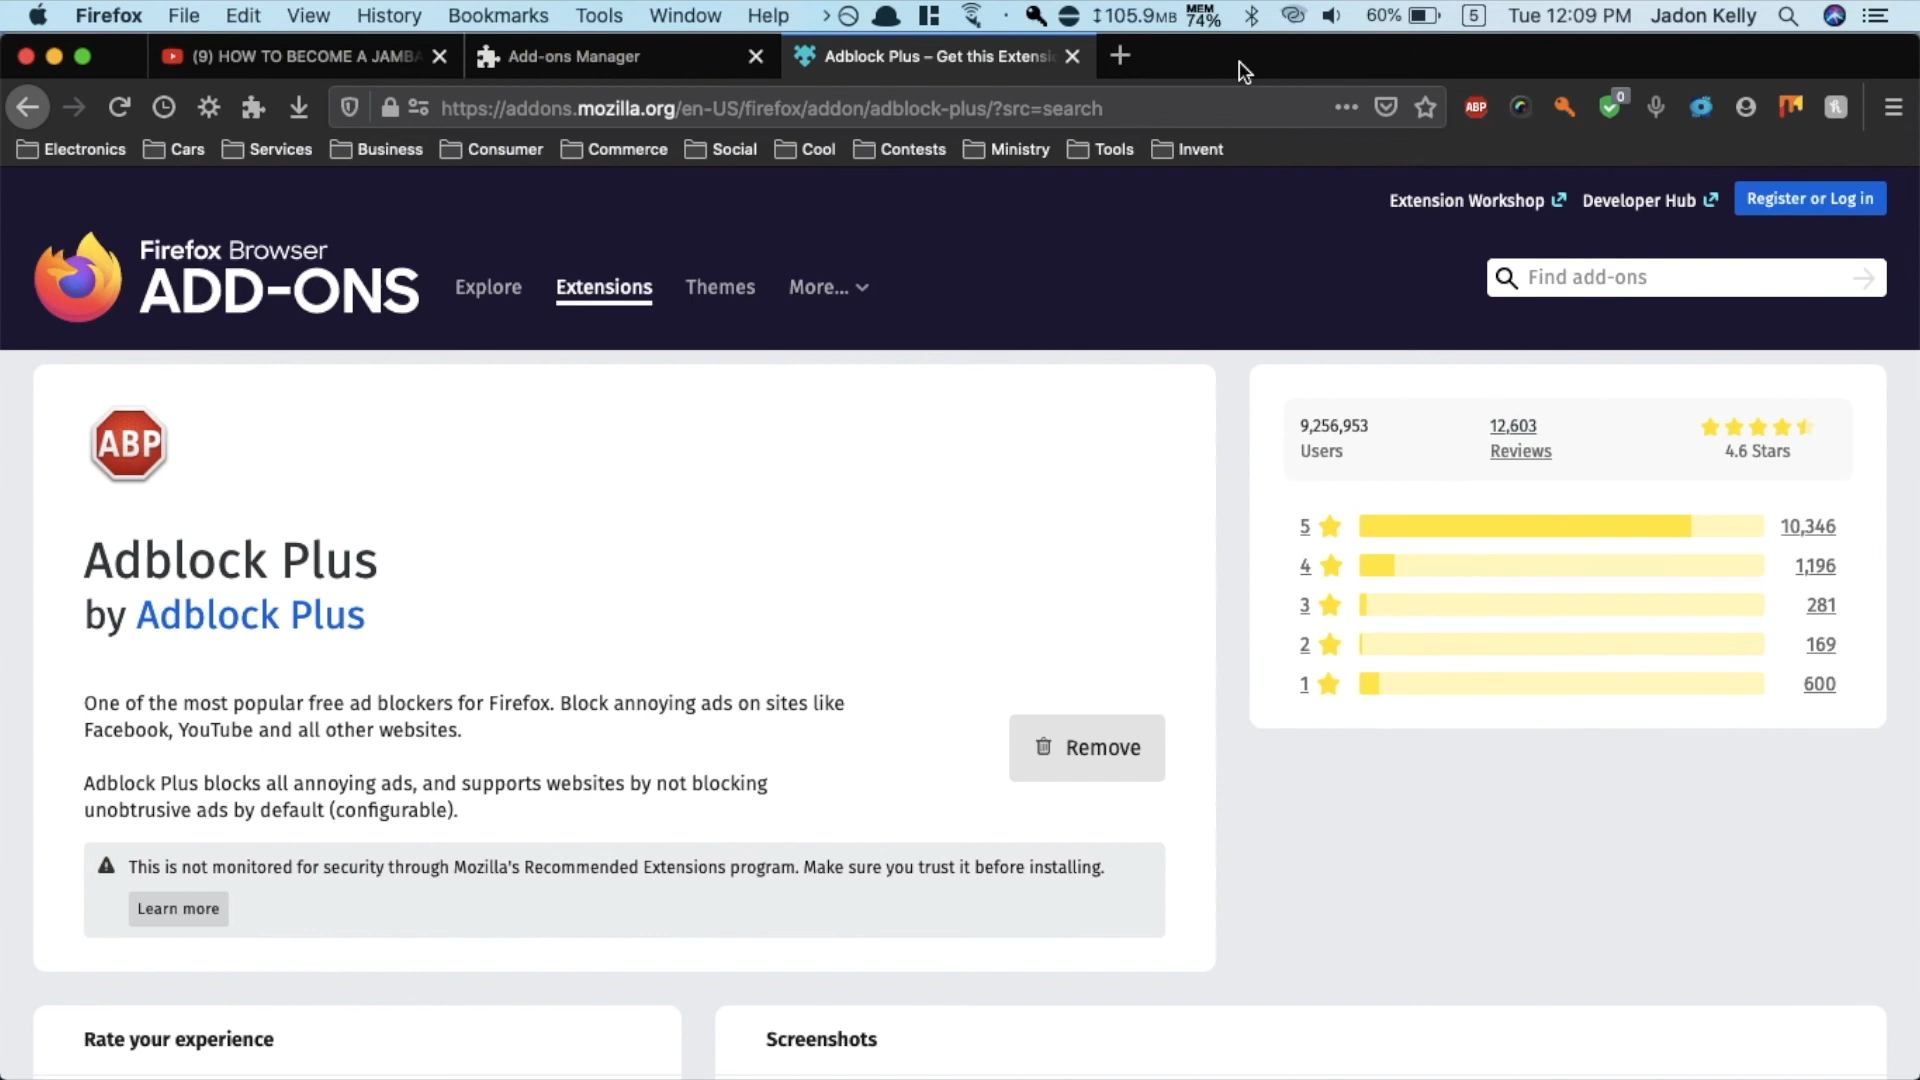 Firefox File Edit View History Bookmarks Tools Window Help 105.9MB MEM 74% 60% 5 Tue 12:09 PM Jadon Kelly
(9) HOW TO BECOME A JAMBA
Add-ons Manager
Adblock Plus – Get this Extensi
https://addons.mozilla.org/en-US/firefox/addon/adblock-plus/?src=search
ABP
0
Electronics Cars Services Business Consumer Commerce Social Cool Contests Ministry Tools Invent
Extension Workshop Developer Hub Register or Log in
Firefox Browser
ADD-ONS
Explore Extensions Themes More...
Find add-ons
ABP
Adblock Plus
by Adblock Plus
One of the most popular free ad blockers for Firefox. Block annoying ads on sites like
Facebook, YouTube and all other websites.
Adblock Plus blocks all annoying ads, and supports websites by not blocking
unobtrusive ads by default (configurable).
Remove
This is not monitored for security through Mozilla's Recommended Extensions program. Make sure you trust it before installing.
Learn more
9,256,953
Users
12,603
Reviews
4.6 Stars
5 10,346
4 1,196
3 281
2 169
1 600
Rate your experience
Screenshots